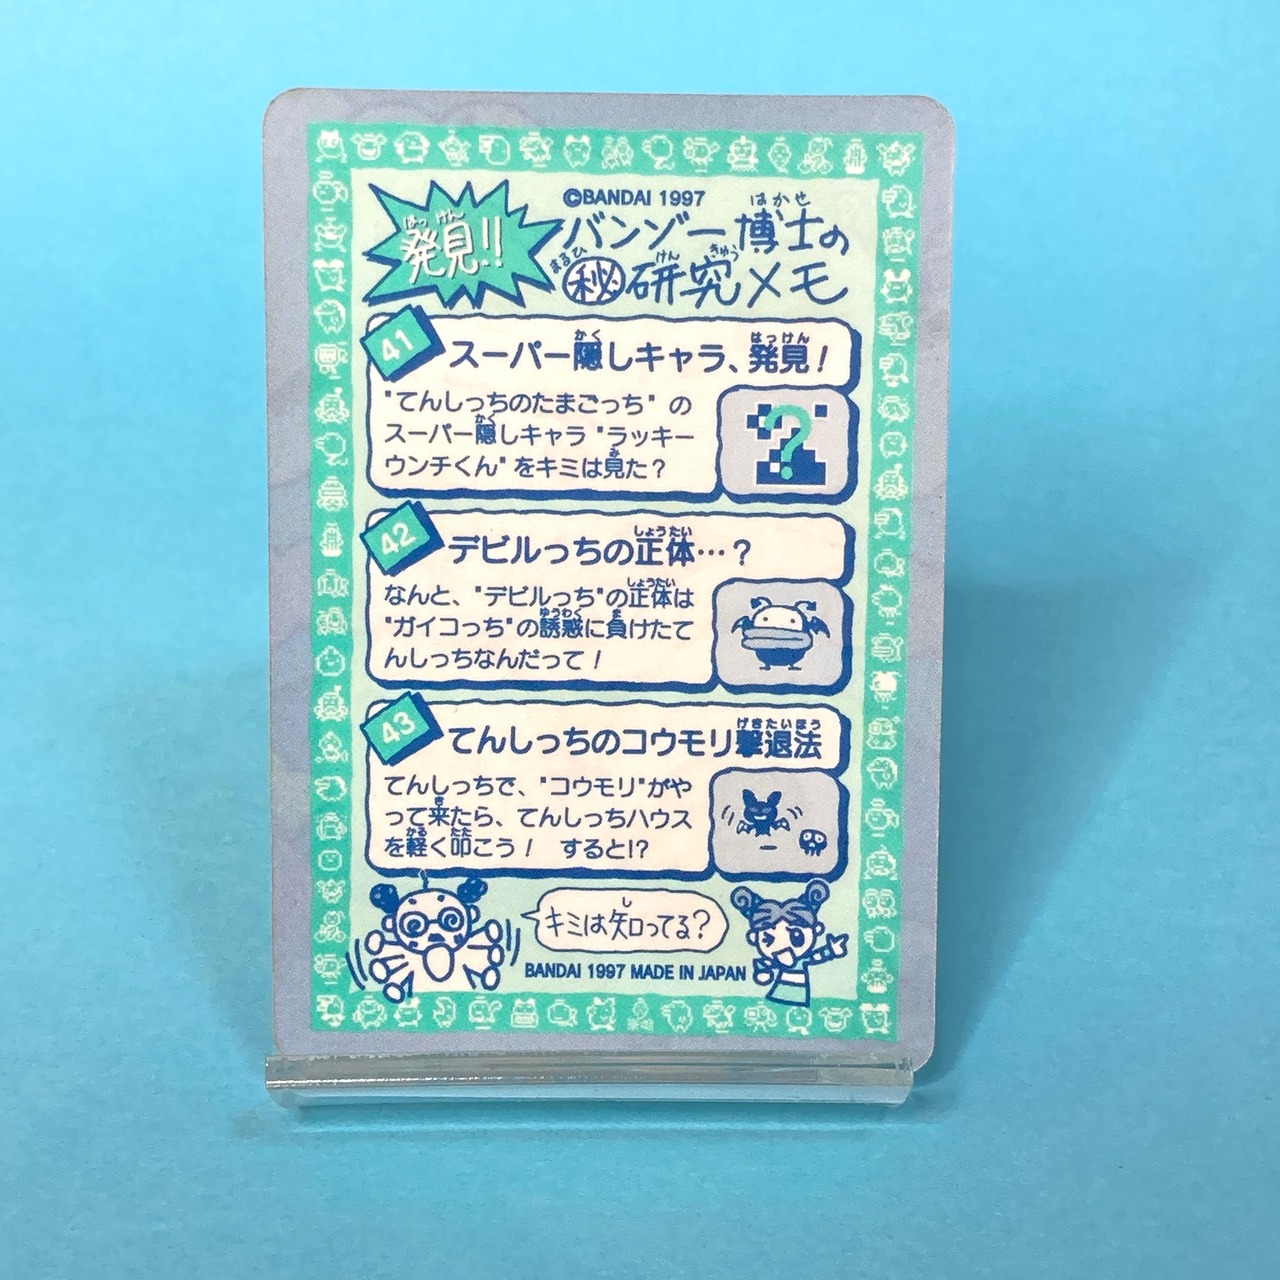 ©BANDAI 1997
発見!!
バンゾー博士の
㊙研究メモ
41
スーパー隠しキャラ、発見！
"てんしっちのたまごっち" の
スーパー隠しキャラ "ラッキー
ウンチくん" をキミは見た？
?
42
デビルっちの正体…？
なんと、"デビルっち"の正体は
"ガイコっち"の誘惑に負けたて
んしっちなんだって！
43
てんしっちのコウモリ撃退法
てんしっちで、"コウモリ"がや
って来たら、てんしっちハウス
を軽く叩こう！ すると!?
キミは知ってる?
BANDAI 1997 MADE IN JAPAN